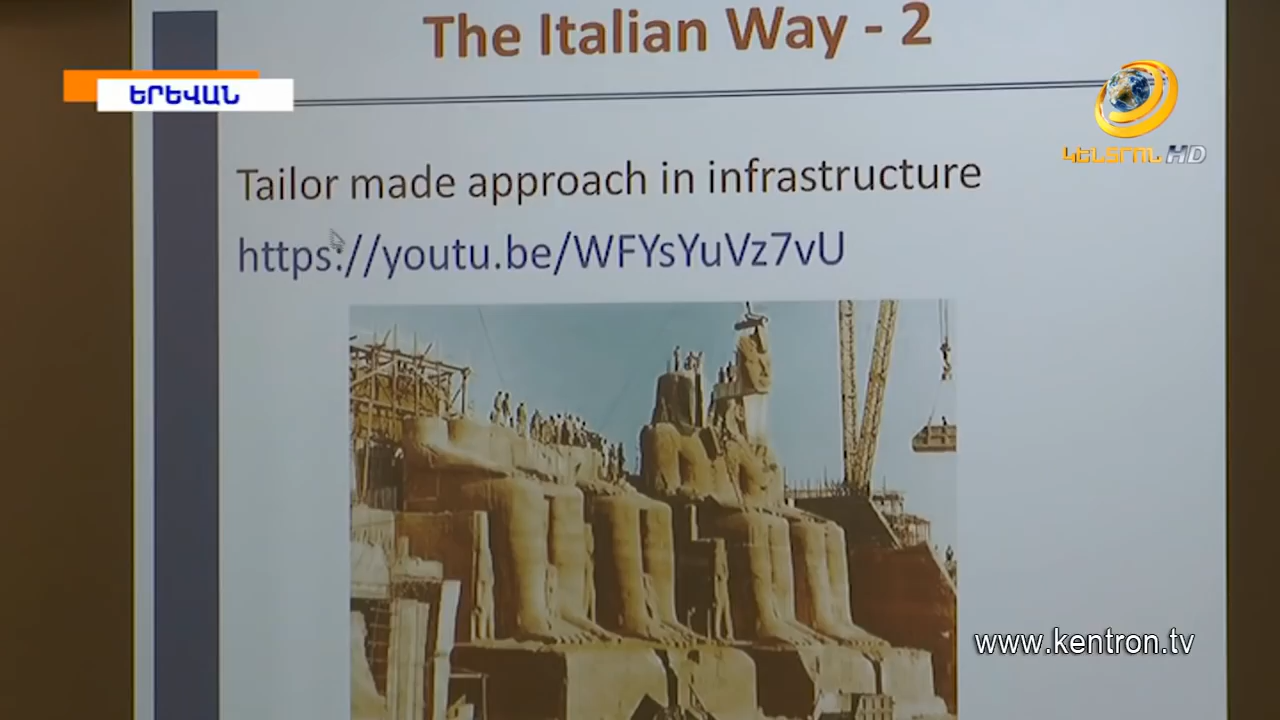 The Italian Way - 2
ԵՐԵՎԱՆ
ԿԵՆՏՐՈՆ HD
Tailor made approach in infrastructure
https://youtu.be/WFYsYuVz7vU
www.kentron.tv